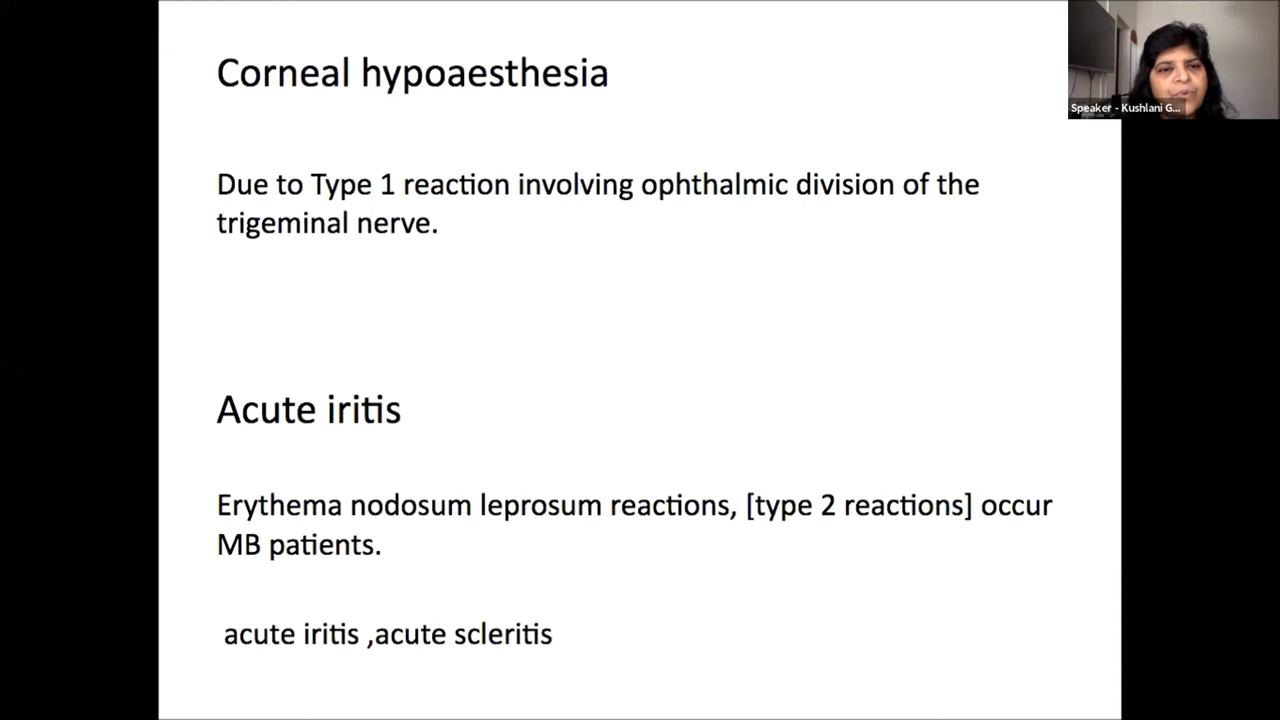 Corneal hypoaesthesia
Speaker - Kushlani G...
Due to Type 1 reaction involving ophthalmic division of the
trigeminal nerve.
Acute iritis
Erythema nodosum leprosum reactions, [type 2 reactions] occur
MB patients.
acute iritis ,acute scleritis